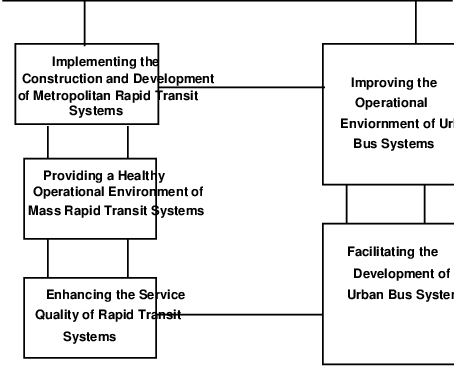 Implementing the
Construction and Development
of Metropolitan Rapid Transit
Systems
Providing a Healthy
Operational Environment of
Mass Rapid Transit Systems
Enhancing the Service
Quality of Rapid Transit
Systems
Improving the
Operational
Enviornment of
Bus Systems
Facilitating the
Development of
Urban Bus